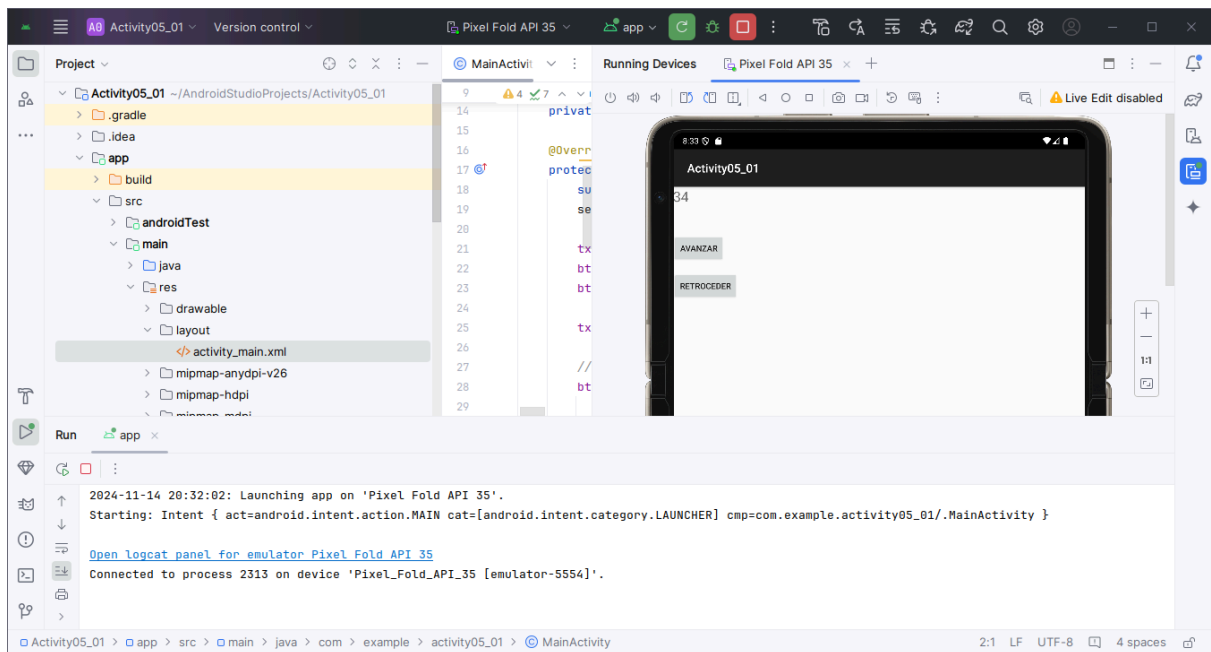 A0 Activity05_01 Version control Pixel Fold API 35 app
Project
MainActivit
Running Devices Pixel Fold API 35
Activity05_01 ~/AndroidStudioProjects/Activity05_01
.gradle
.idea
app
build
src
androidTest
main
java
res
drawable
layout
activity_main.xml
mipmap-anydpi-v26
mipmap-hdpi
mipmap-mdpi
9 4 7
14 privat
15
16 @Overr
17 protec
18 su
19 se
20
21 tx
22 bt
23 bt
24
25 tx
26
27 //
28 bt
29
Live Edit disabled
8:33
Activity05_01
34
AVANZAR
RETROCEDER
1:1
Run app
2024-11-14 20:32:02: Launching app on 'Pixel Fold API 35'.
Starting: Intent { act=android.intent.action.MAIN cat=[android.intent.category.LAUNCHER] cmp=com.example.activity05_01/.MainActivity }
Open logcat panel for emulator Pixel Fold API 35
Connected to process 2313 on device 'Pixel_Fold_API_35 [emulator-5554]'.
Activity05_01 > app > src > main > java > com > example > activity05_01 > MainActivity 2:1 LF UTF-8 4 spaces